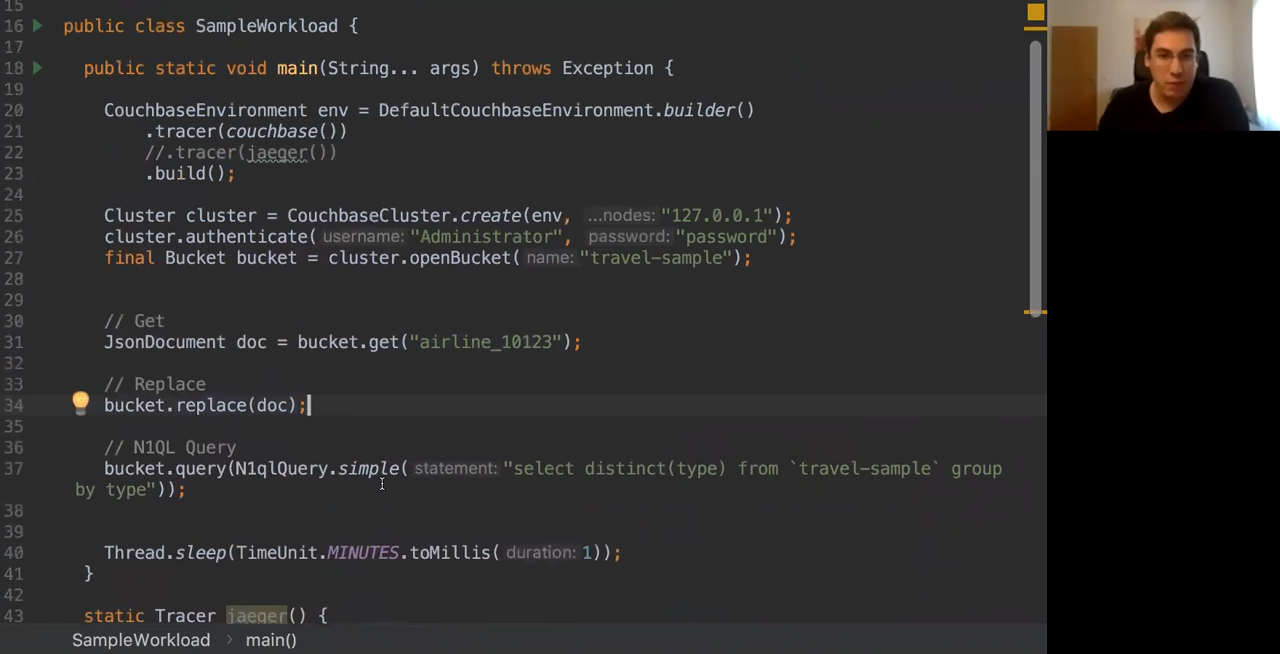 15
16 public class SampleWorkload {
17
18 public static void main(String... args) throws Exception {
19
20 CouchbaseEnvironment env = DefaultCouchbaseEnvironment.builder()
21 .tracer(couchbase())
22 //.tracer(jaeger())
23 .build();
24
25 Cluster cluster = CouchbaseCluster.create(env, ...nodes: "127.0.0.1");
26 cluster.authenticate( username: "Administrator", password: "password");
27 final Bucket bucket = cluster.openBucket( name: "travel-sample");
28
29
30 // Get
31 JsonDocument doc = bucket.get("airline_10123");
32
33 // Replace
34 bucket.replace(doc);
35
36 // N1QL Query
37 bucket.query(N1qlQuery.simple( statement: "select distinct(type) from `travel-sample` group
by type"));
38
39
40 Thread.sleep(TimeUnit.MINUTES.toMillis( duration: 1));
41 }
42
43 static Tracer jaeger() {
SampleWorkload > main()